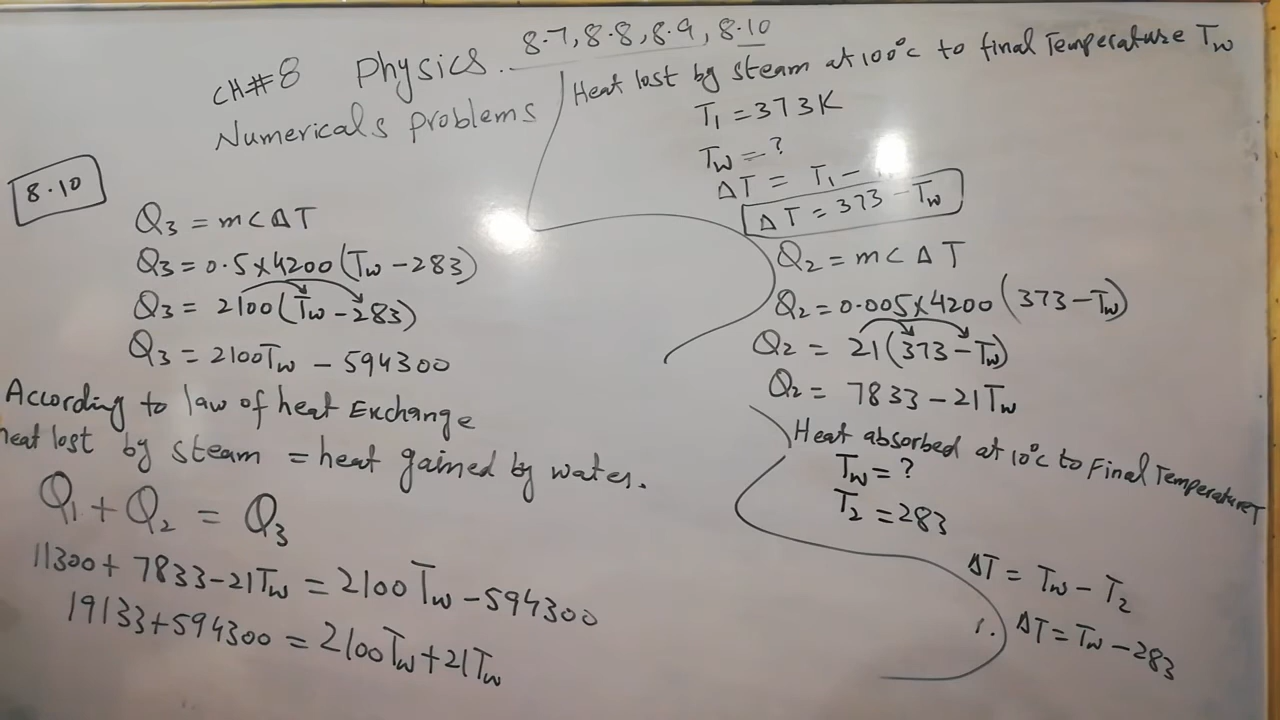 8.7, 8.8, 8.9, 8.10
CH#8 Physics.
Numericals problems
8.10
Q₃ = mcΔT
Q₃ = 0.5×4200(Tw − 283)
Q₃ = 2100(Tw − 283)
Q₃ = 2100Tw − 594300
According to law of heat Exchange
heat lost by steam = heat gained by water.
Q₁ + Q₂ = Q₃
11300 + 7833 − 21Tw = 2100Tw − 594300
19133 + 594300 = 2100Tw + 21Tw
Heat lost by steam at 100°c to final Temperature Tw
T₁ = 373K
Tw = ?
ΔT = T₁ −
ΔT = 373 − Tw
Q₂ = mcΔT
Q₂ = 0.005×4200(373 − Tw)
Q₂ = 21(373 − Tw)
Q₂ = 7833 − 21Tw
Heat absorbed at 10°c to Final Temperature T
Tw = ?
T₂ = 283
ΔT = Tw − T₂
ΔT = Tw − 283